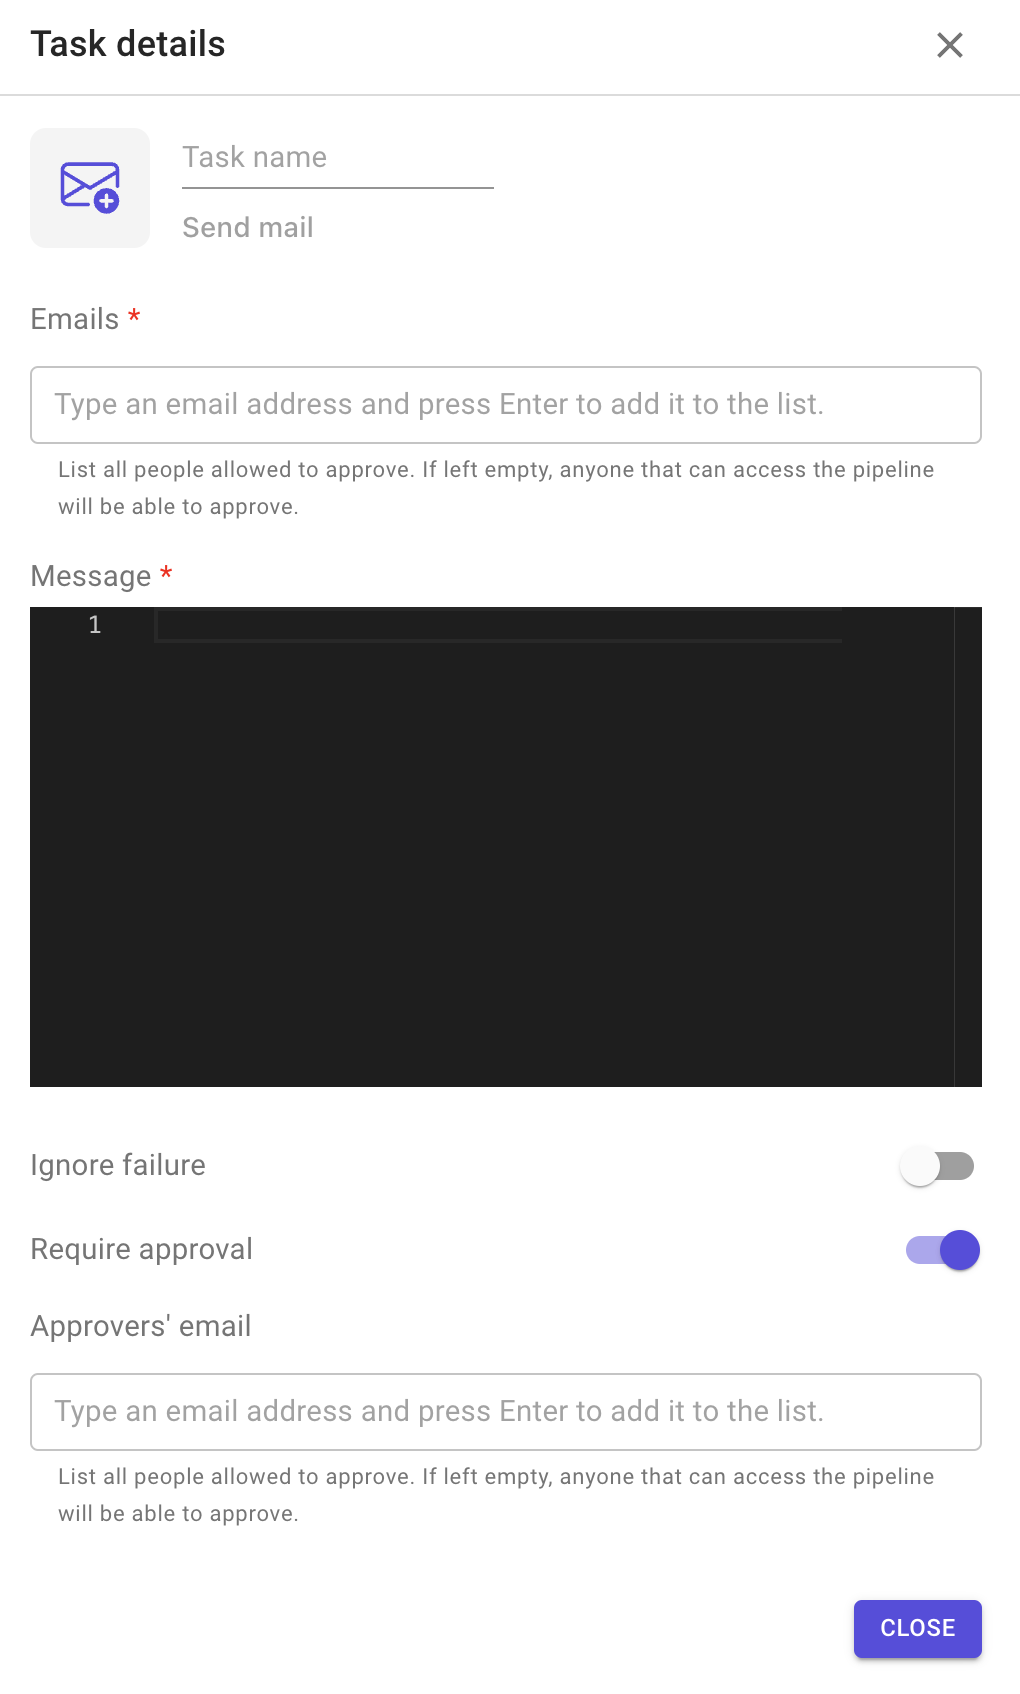 Task details
Task name
Send mail
Emails *
Type an email address and press Enter to add it to the list.
List all people allowed to approve. If left empty, anyone that can access the pipeline
will be able to approve.
Message *
1
Ignore failure
Require approval
Approvers' email
Type an email address and press Enter to add it to the list.
List all people allowed to approve. If left empty, anyone that can access the pipeline
will be able to approve.
CLOSE